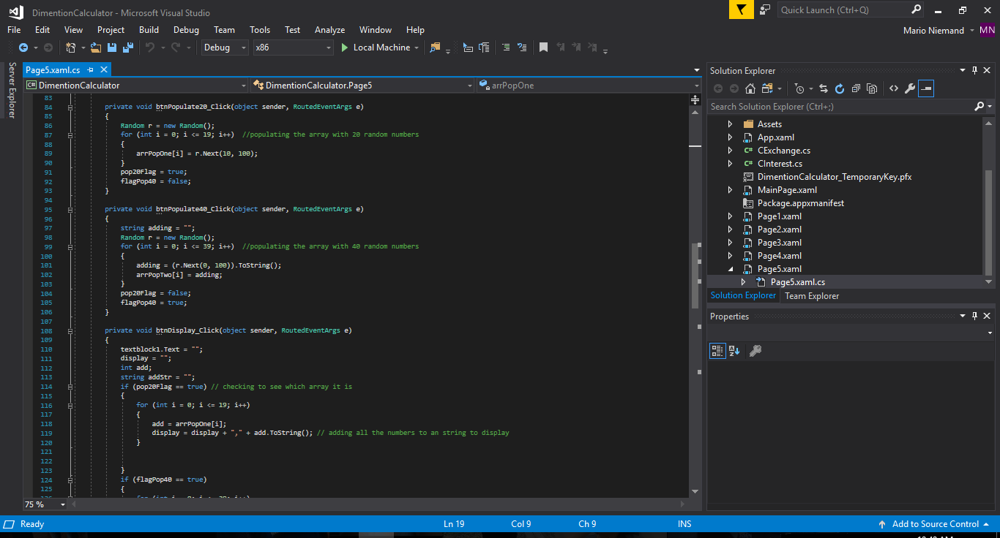 DimentionCalculator - Microsoft Visual Studio
Quick Launch (Ctrl+Q)
File Edit View Project Build Debug Team Tools Test Analyze Window Help
Mario Niemand MN
Debug x86 Local Machine
Server Explorer
Page5.xaml.cs
DimentionCalculator DimentionCalculator.Page5 arrPopOne
83
84 private void btnPopulate20_Click(object sender, RoutedEventArgs e)
85 {
86 Random r = new Random();
87 for (int i = 0; i <= 19; i++) //populating the array with 20 random numbers
88 {
89 arrPopOne[i] = r.Next(10, 100);
90 }
91 pop20Flag = true;
92 flagPop40 = false;
93 }
94
95 private void btnPopulate40_Click(object sender, RoutedEventArgs e)
96 {
97 string adding = "";
98 Random r = new Random();
99 for (int i = 0; i <= 39; i++) //populating the array with 40 random numbers
100 {
101 adding = (r.Next(0, 100)).ToString();
102 arrPopTwo[i] = adding;
103 }
104 pop20Flag = false;
105 flagPop40 = true;
106 }
107
108 private void btnDisplay_Click(object sender, RoutedEventArgs e)
109 {
110 textblock1.Text = "";
111 display = "";
112 int add;
113 string addStr = "";
114 if (pop20Flag == true) // checking to see which array it is
115 {
116 for (int i = 0; i <= 19; i++)
117 {
118 add = arrPopOne[i];
119 display = display + "," + add.ToString(); // adding all the numbers to an string to display
120 }
121
122
123 }
124 if (flagPop40 == true)
125 {
75 %
Solution Explorer
Search Solution Explorer (Ctrl+;)
Assets
App.xaml
C# CExchange.cs
C# CInterest.cs
DimentionCalculator_TemporaryKey.pfx
MainPage.xaml
Package.appxmanifest
Page1.xaml
Page2.xaml
Page3.xaml
Page4.xaml
Page5.xaml
Page5.xaml.cs
Solution Explorer Team Explorer
Properties
Ready Ln 19 Col 9 Ch 9 INS Add to Source Control